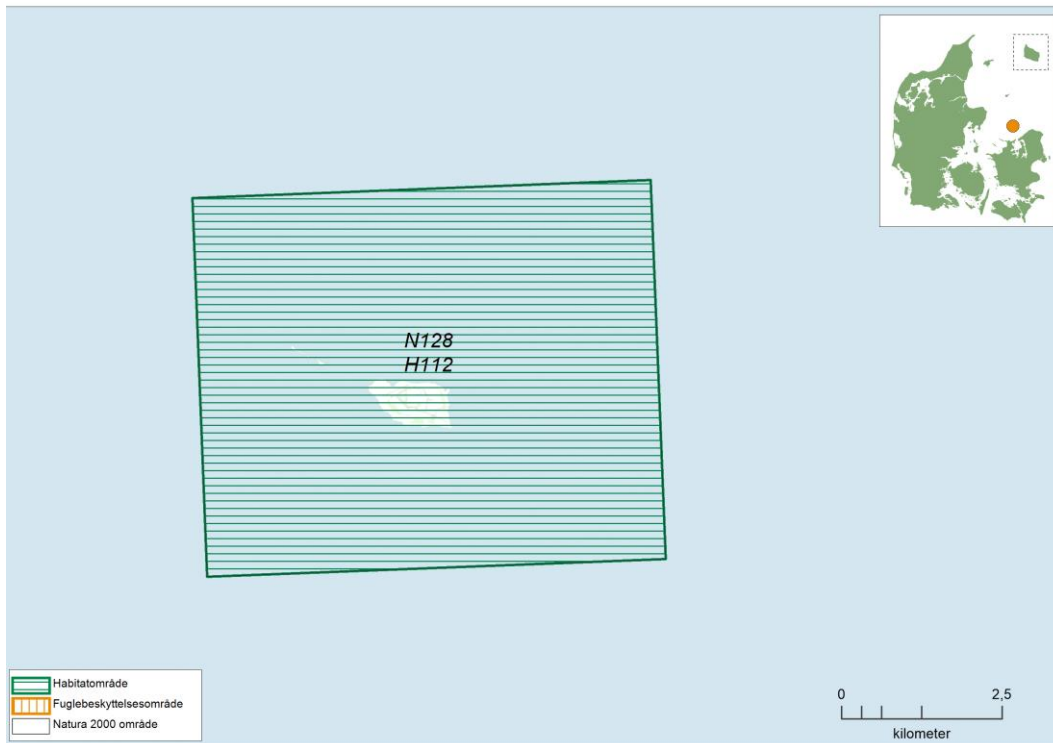 N128
H112
Habitatområde
Fuglebeskyttelsesområde
Natura 2000 område
0 2,5
kilometer